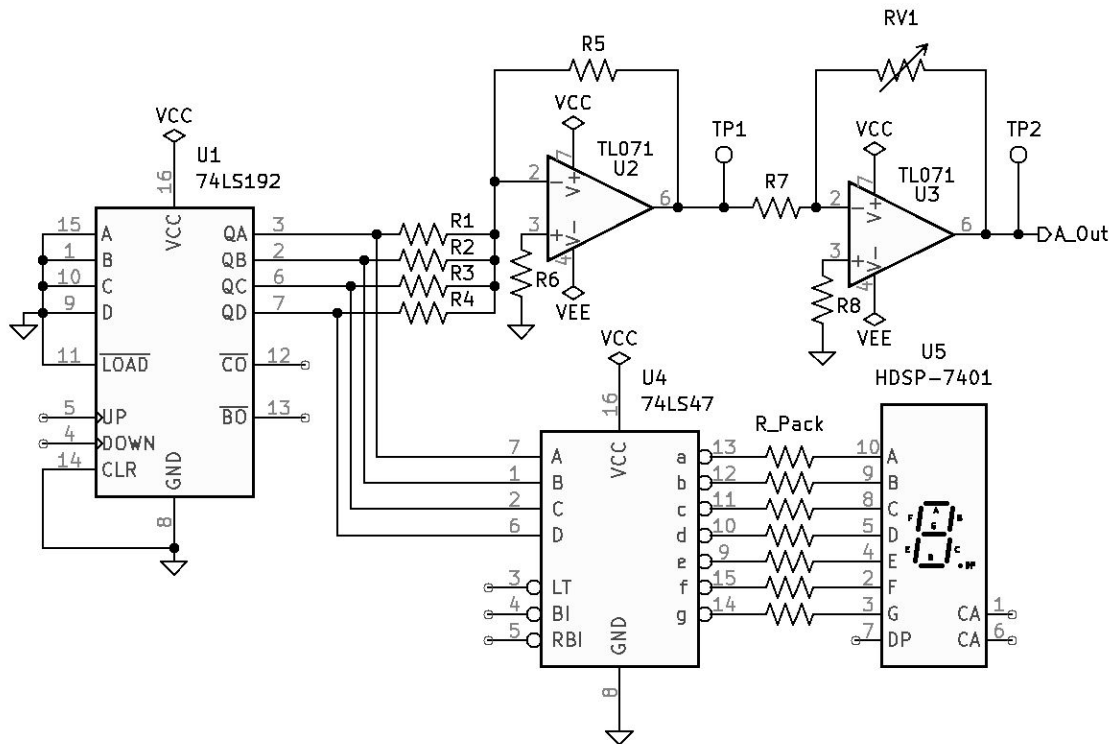 RV1
R5
VCC
VCC
VCC
TP1
TP2
U1
TL071
TL071
74LS192
U2
U3
16
7
7
VCC
V+
V+
2
6
R7
2
6
15 A QA 3 R1
3
A_Out
1 B QB 2 R2
V-
3
V-
10 C QC 6 R3
4
R6
4
R8
9 D QD 7 R4
VEE
VEE
VCC
U5
11 LOAD CO 12
U4
HDSP-7401
16
74LS47
5 UP BO 13
R_Pack
4 DOWN
VCC
14 CLR
GND
7 A a 13 10 A
8
1 B b 12 9 B
2 C c 11 8 C
6 D d 10 5 D
e 9 4 E
3 LT f 15 2 F
4 BI g 14 3 G CA 1
5 RBI 7 DP CA 6
GND
8
A
F B
G
E C
D
DP